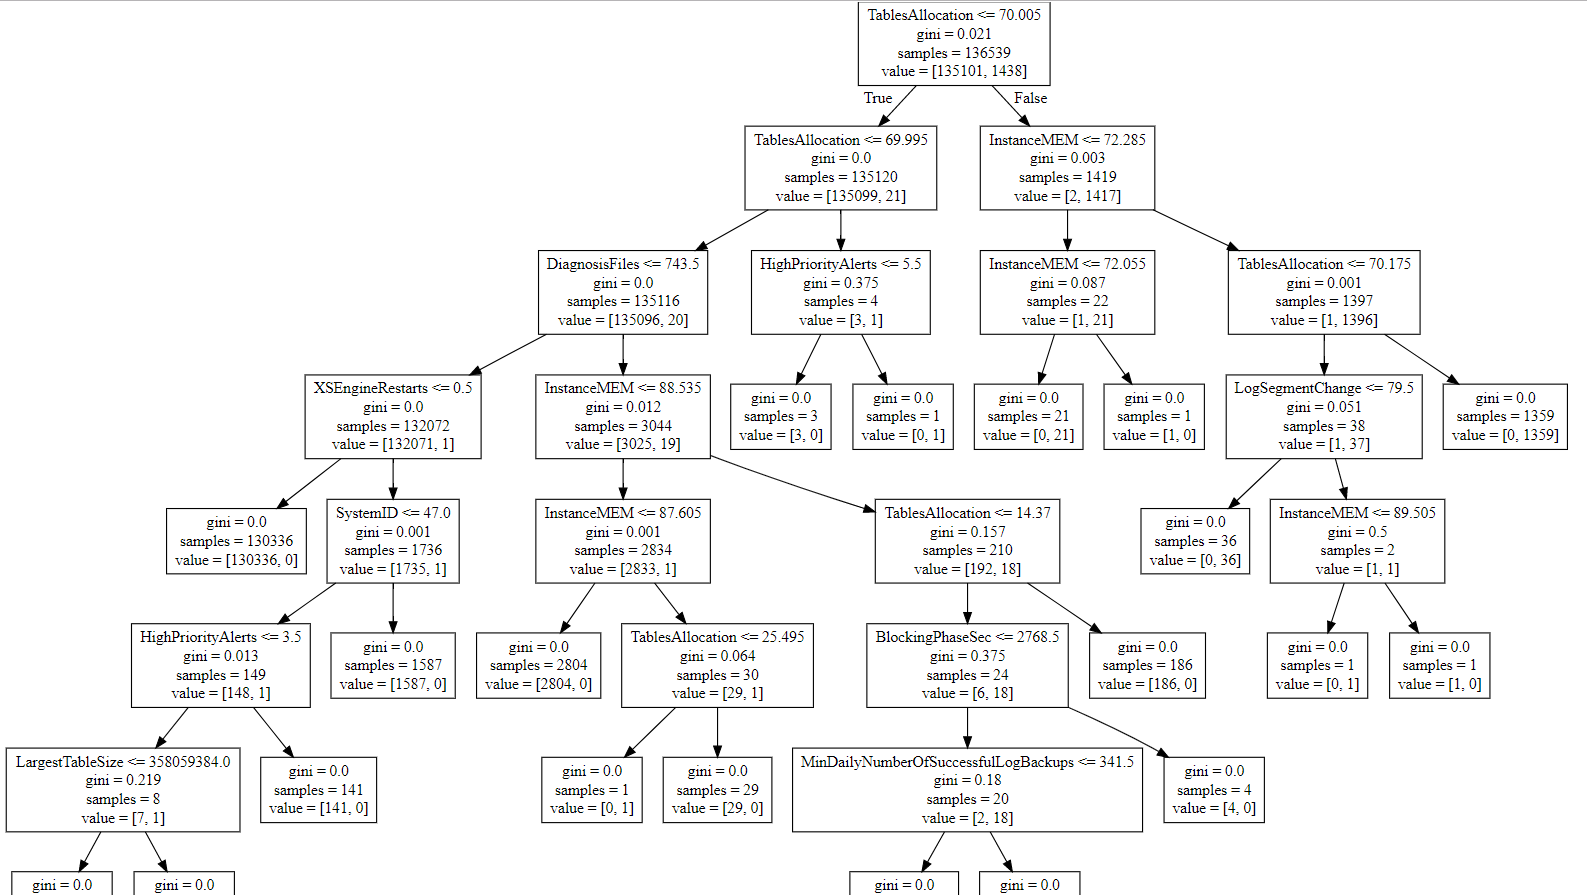 TablesAllocation <= 70.005
gini = 0.021
samples = 136539
value = [135101, 1438]
True
False
TablesAllocation <= 69.995
gini = 0.0
samples = 135120
value = [135099, 21]
InstanceMEM <= 72.285
gini = 0.003
samples = 1419
value = [2, 1417]
DiagnosisFiles <= 743.5
gini = 0.0
samples = 135116
value = [135096, 20]
HighPriorityAlerts <= 5.5
gini = 0.375
samples = 4
value = [3, 1]
InstanceMEM <= 72.055
gini = 0.087
samples = 22
value = [1, 21]
TablesAllocation <= 70.175
gini = 0.001
samples = 1397
value = [1, 1396]
XSEngineRestarts <= 0.5
gini = 0.0
samples = 132072
value = [132071, 1]
InstanceMEM <= 88.535
gini = 0.012
samples = 3044
value = [3025, 19]
gini = 0.0
samples = 3
value = [3, 0]
gini = 0.0
samples = 1
value = [0, 1]
gini = 0.0
samples = 21
value = [0, 21]
gini = 0.0
samples = 1
value = [1, 0]
LogSegmentChange <= 79.5
gini = 0.051
samples = 38
value = [1, 37]
gini = 0.0
samples = 1359
value = [0, 1359]
gini = 0.0
samples = 130336
value = [130336, 0]
SystemID <= 47.0
gini = 0.001
samples = 1736
value = [1735, 1]
InstanceMEM <= 87.605
gini = 0.001
samples = 2834
value = [2833, 1]
TablesAllocation <= 14.37
gini = 0.157
samples = 210
value = [192, 18]
gini = 0.0
samples = 36
value = [0, 36]
InstanceMEM <= 89.505
gini = 0.5
samples = 2
value = [1, 1]
HighPriorityAlerts <= 3.5
gini = 0.013
samples = 149
value = [148, 1]
gini = 0.0
samples = 1587
value = [1587, 0]
gini = 0.0
samples = 2804
value = [2804, 0]
TablesAllocation <= 25.495
gini = 0.064
samples = 30
value = [29, 1]
BlockingPhaseSec <= 2768.5
gini = 0.375
samples = 24
value = [6, 18]
gini = 0.0
samples = 186
value = [186, 0]
gini = 0.0
samples = 1
value = [0, 1]
gini = 0.0
samples = 1
value = [1, 0]
LargestTableSize <= 358059384.0
gini = 0.219
samples = 8
value = [7, 1]
gini = 0.0
samples = 141
value = [141, 0]
gini = 0.0
samples = 1
value = [0, 1]
gini = 0.0
samples = 29
value = [29, 0]
MinDailyNumberOfSuccessfulLogBackups <= 341.5
gini = 0.18
samples = 20
value = [2, 18]
gini = 0.0
samples = 4
value = [4, 0]
gini = 0.0
gini = 0.0
gini = 0.0
gini = 0.0